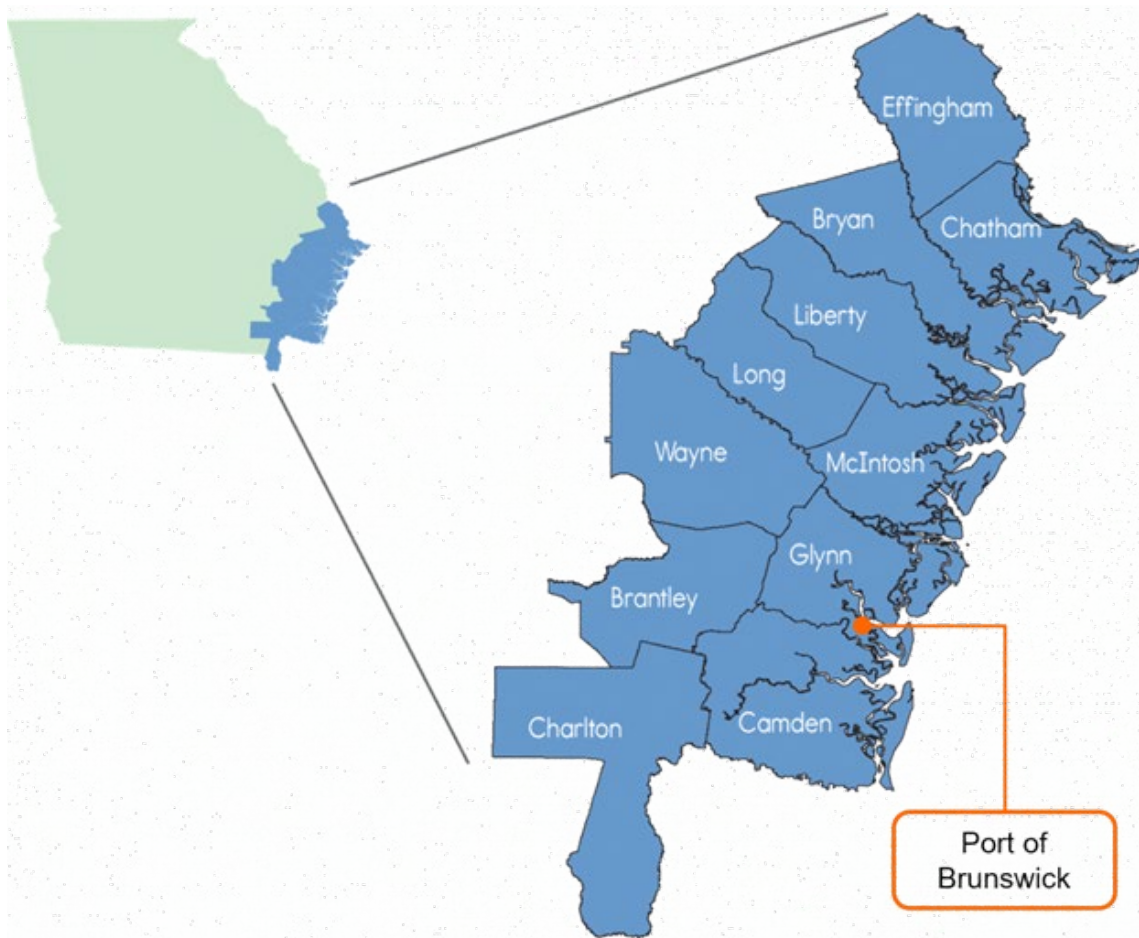 Effingham
Bryan
Chatham
Liberty
Long
Wayne
McIntosh
Glynn
Brantley
Charlton
Camden
Port of
Brunswick